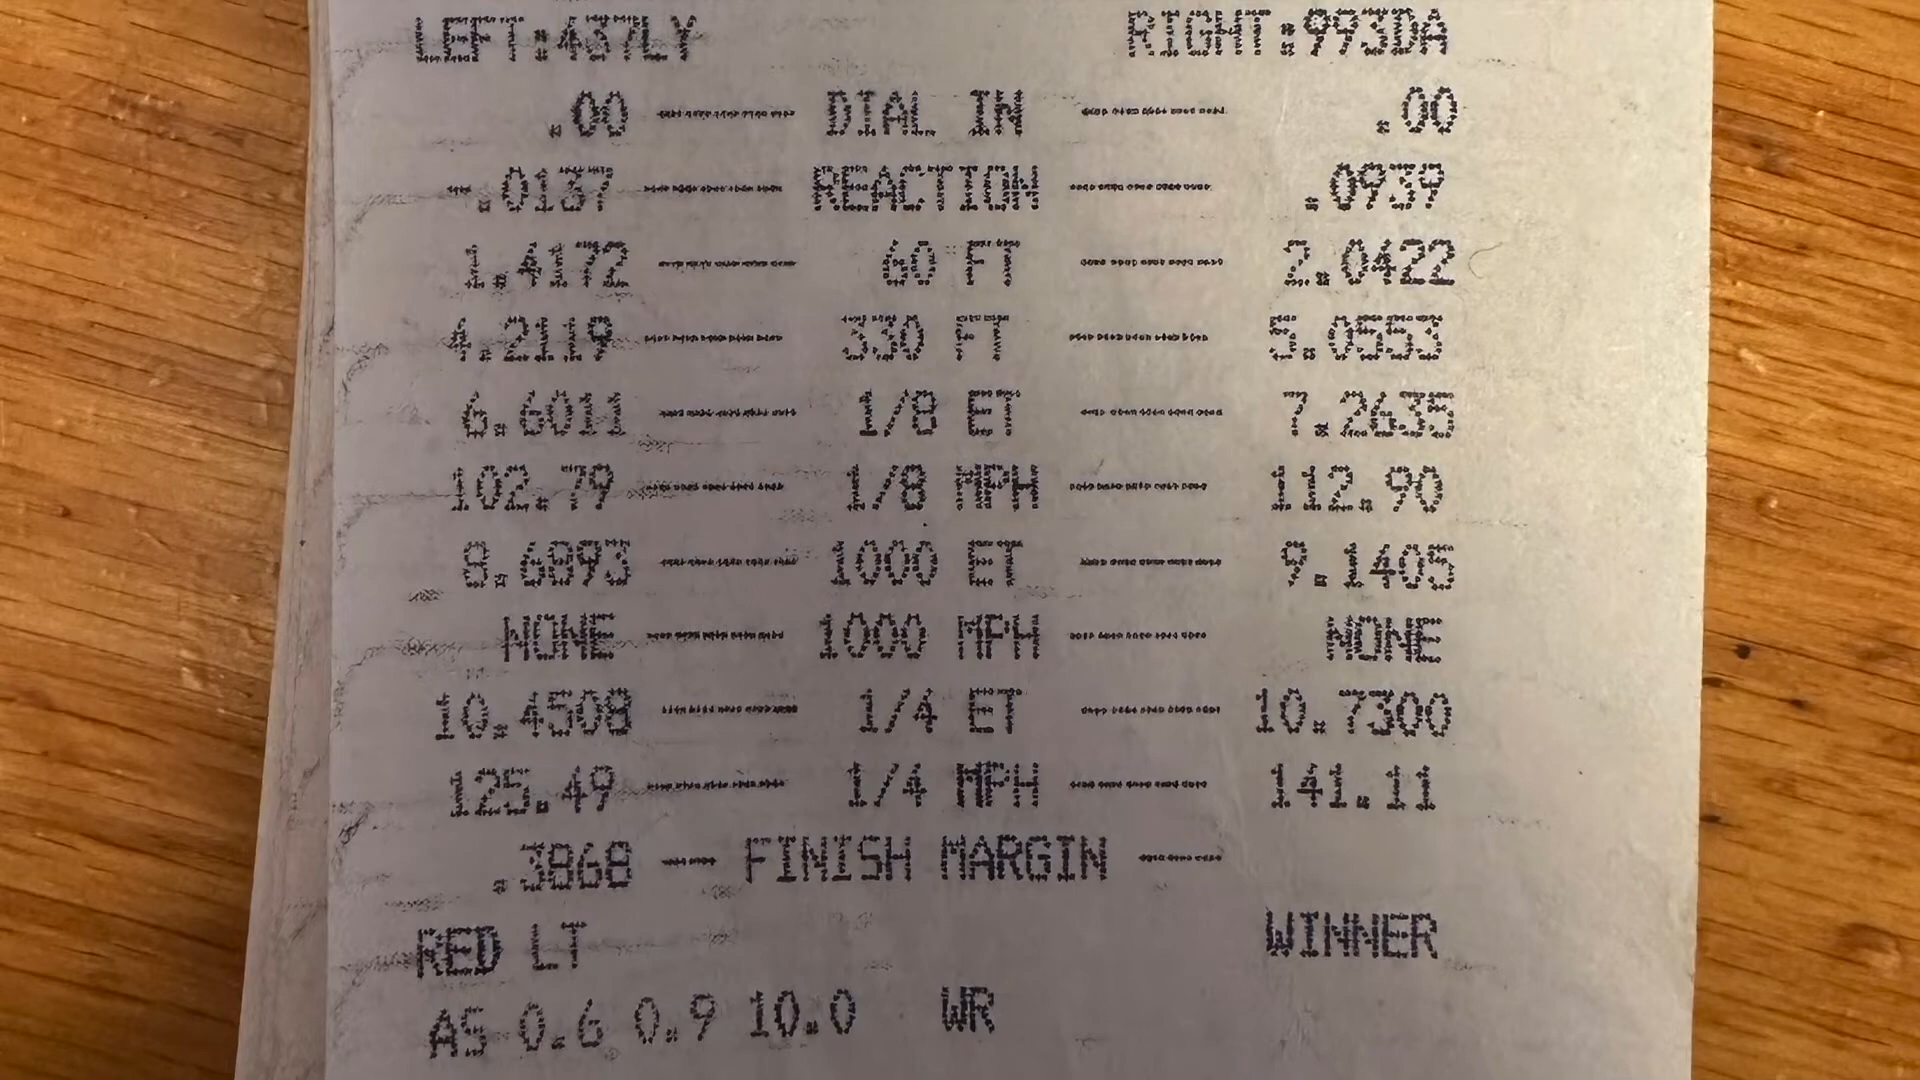 LEFT:437LY RIGHT:993DA
.00 ------ DIAL IN ------ .00
-.0137 ------ REACTION ------ .0939
1.4172 ------ 60 FT ------ 2.0422
4.2119 ------ 330 FT ------ 5.0553
6.6011 ------ 1/8 ET ------ 7.2635
102.79 ------ 1/8 MPH ------ 112.90
8.6893 ------ 1000 ET ------ 9.1405
NONE ------ 1000 MPH ------ NONE
10.4508 ------ 1/4 ET ------ 10.7300
125.49 ------ 1/4 MPH ------ 141.11
.3868 -- FINISH MARGIN ---
RED LT WINNER
AS 0.6 0.9 10.0 WR